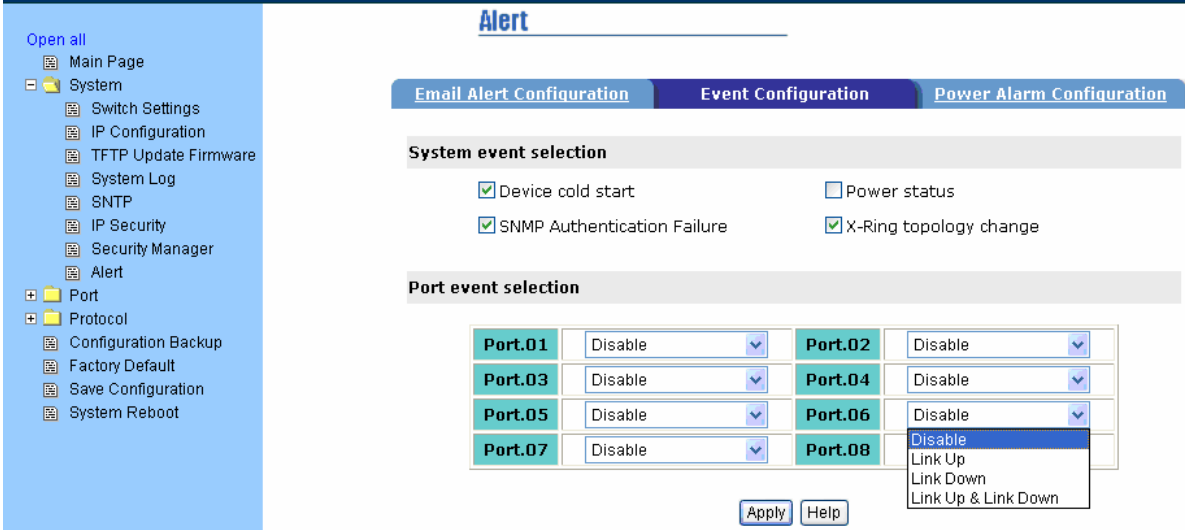 Alert
Open all
Main Page
System
Switch Settings
IP Configuration
TFTP Update Firmware
System Log
SNTP
IP Security
Security Manager
Alert
Port
Protocol
Configuration Backup
Factory Default
Save Configuration
System Reboot
Email Alert Configuration Event Configuration Power Alarm Configuration
System event selection
Device cold start Power status
SNMP Authentication Failure X-Ring topology change
Port event selection
Port.01 Disable Port.02 Disable
Port.03 Disable Port.04 Disable
Port.05 Disable Port.06 Disable
Port.07 Disable Port.08
Disable
Link Up
Link Down
Link Up & Link Down
Apply Help